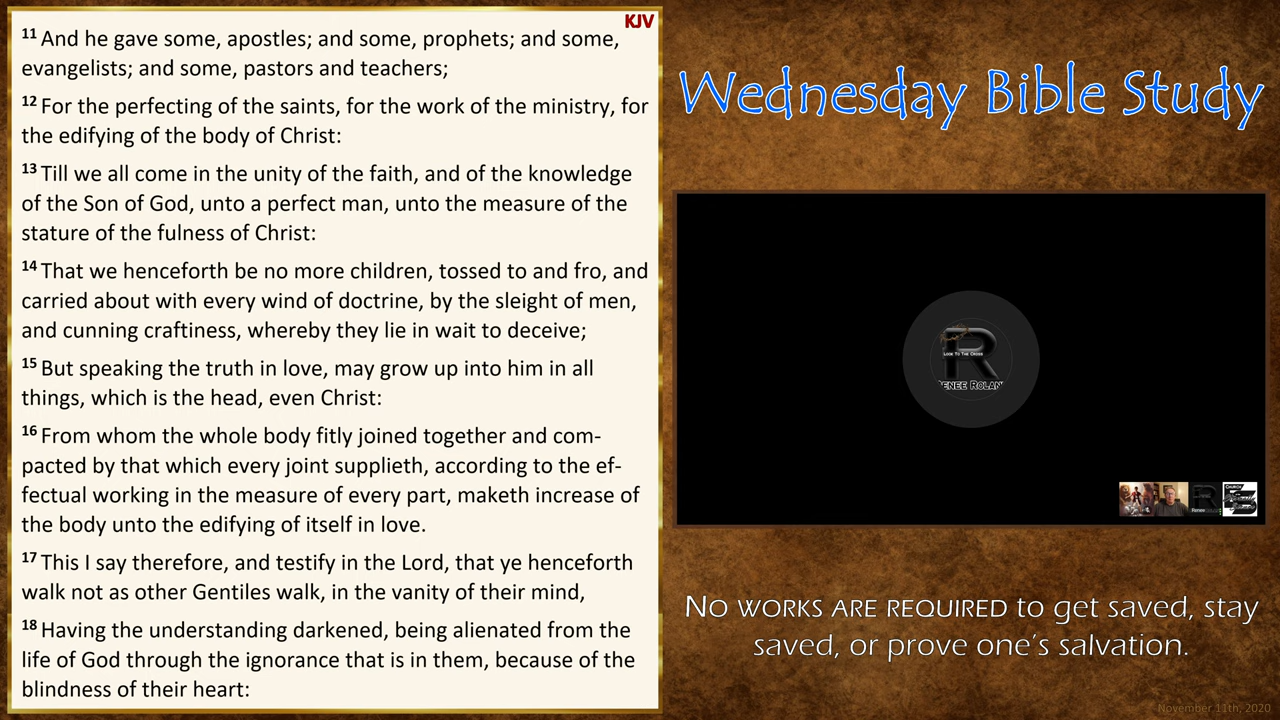 KJV
11 And he gave some, apostles; and some, prophets; and some,
evangelists; and some, pastors and teachers;
12 For the perfecting of the saints, for the work of the ministry, for
the edifying of the body of Christ:
13 Till we all come in the unity of the faith, and of the knowledge
of the Son of God, unto a perfect man, unto the measure of the
stature of the fulness of Christ:
14 That we henceforth be no more children, tossed to and fro, and
carried about with every wind of doctrine, by the sleight of men,
and cunning craftiness, whereby they lie in wait to deceive;
15 But speaking the truth in love, may grow up into him in all
things, which is the head, even Christ:
16 From whom the whole body fitly joined together and com-
pacted by that which every joint supplieth, according to the ef-
fectual working in the measure of every part, maketh increase of
the body unto the edifying of itself in love.
17 This I say therefore, and testify in the Lord, that ye henceforth
walk not as other Gentiles walk, in the vanity of their mind,
18 Having the understanding darkened, being alienated from the
life of God through the ignorance that is in them, because of the
blindness of their heart:
Wednesday Bible Study
R
LOOK TO THE CROSS
RENEE ROLAN
R
Renee
CHURCH
NO WORKS ARE REQUIRED to get saved, stay
saved, or prove one's salvation.
November 11th, 2020